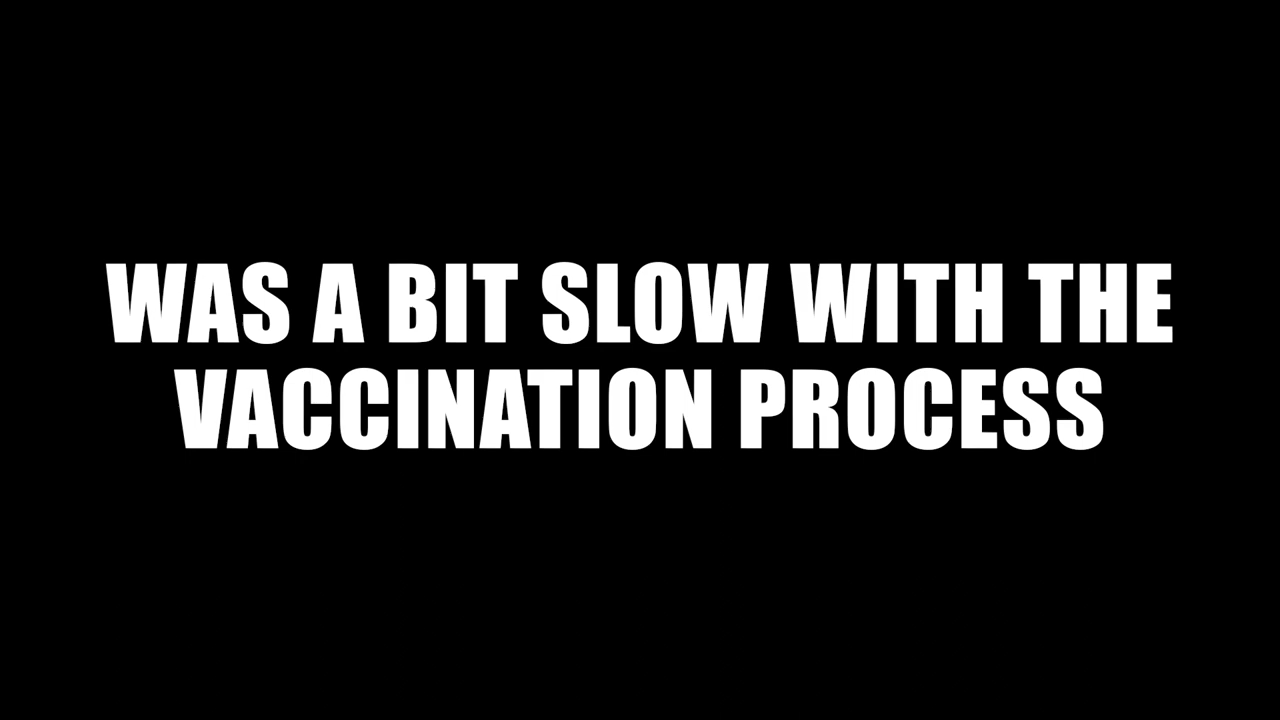 WAS A BIT SLOW WITH THE
VACCINATION PROCESS